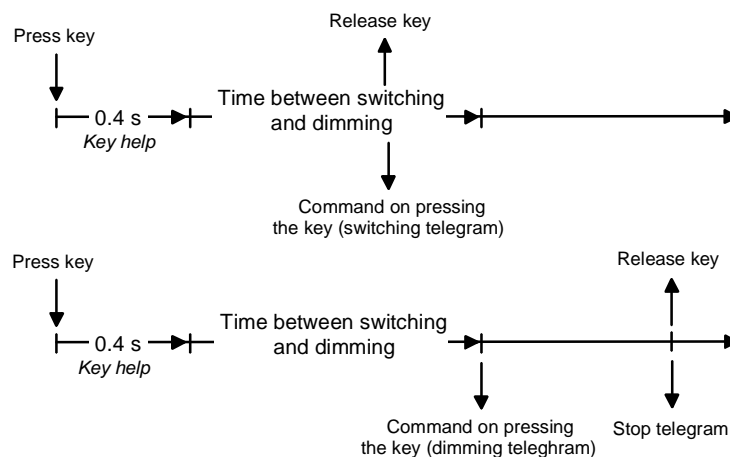 Release key
Press key
Time between switching
and dimming
0.4 s
Key help
Command on pressing
the key (switching telegram)
Press key
Release key
Time between switching
and dimming
0.4 s
Key help
Command on pressing
the key (dimming teleghram)
Stop telegram